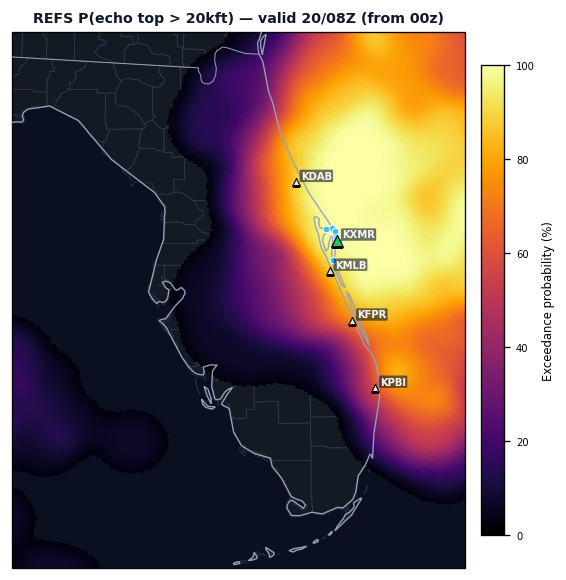 REFS P(echo top > 20kft) — valid 20/08Z (from 00z)
KDAB
KXMR
KMLB
KFPR
KPBI
100
80
60
40
20
0
Exceedance probability (%)